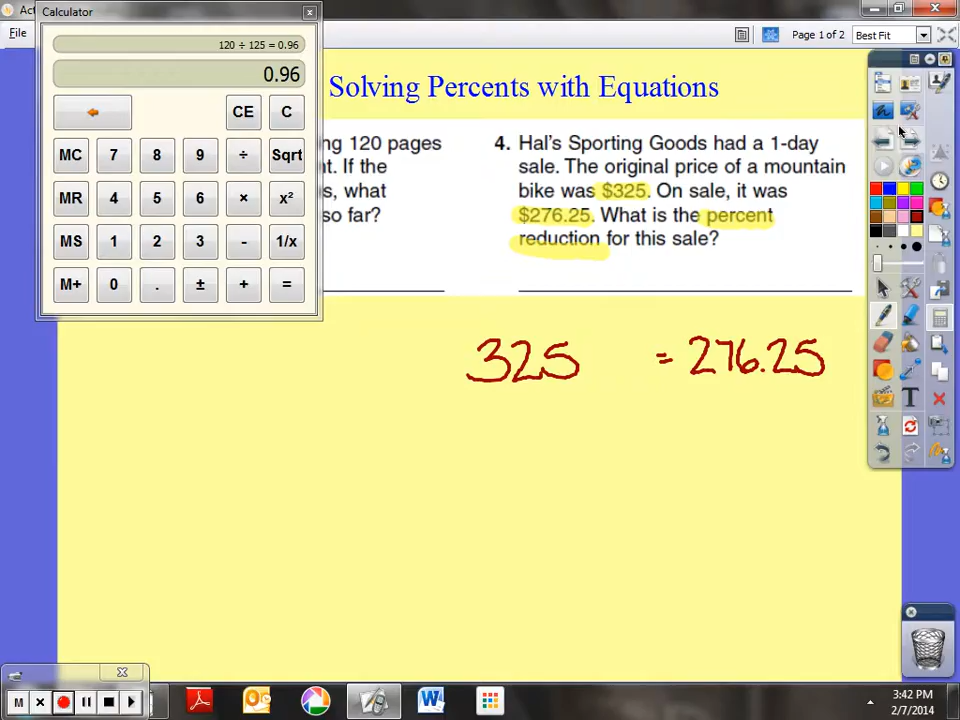 Act
Calculator
x
120 ÷ 125 = 0.96
0.96
CE C
MC 7 8 9 ÷ Sqrt
MR 4 5 6 × x²
MS 1 2 3 - 1/x
M+ 0 . ± + =
File
Page 1 of 2
Best Fit
Solving Percents with Equations
ng 120 pages
t. If the
s, what
so far?
4. Hal's Sporting Goods had a 1-day
sale. The original price of a mountain
bike was $325. On sale, it was
$276.25. What is the percent
reduction for this sale?
325 = 276.25
T
M
W
3:42 PM
2/7/2014